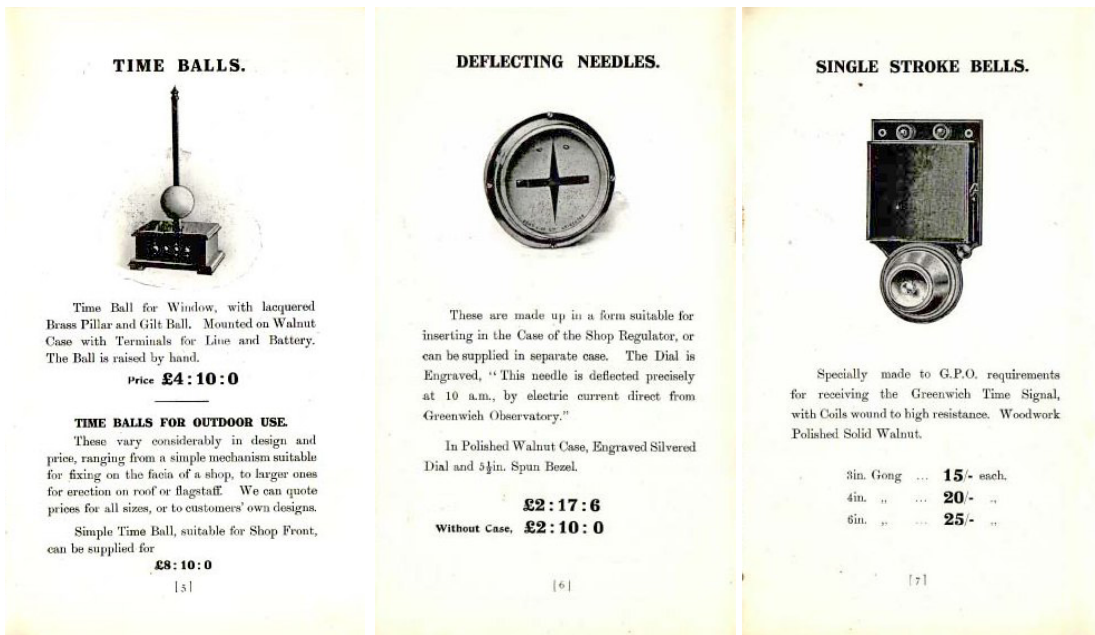 TIME BALLS.
Time Ball for Window, with lacquered
Brass Pillar and Gilt Ball. Mounted on Walnut
Case with Terminals for Line and Battery.
The Ball is raised by hand.
Price £4 : 10 : 0
TIME BALLS FOR OUTDOOR USE.
These vary considerably in design and
price, ranging from a simple mechanism suitable
for fixing on the facia of a shop, to larger ones
for erection on roof or flagstaff. We can quote
prices for all sizes, or to customers' own designs.
Simple Time Ball, suitable for Shop Front,
can be supplied for
£8 : 10 : 0
[5]
DEFLECTING NEEDLES.
These are made up in a form suitable for
inserting in the Case of the Shop Regulator, or
can be supplied in separate case. The Dial is
Engraved, “ This needle is deflected precisely
at 10 a.m., by electric current direct from
Greenwich Observatory.”
In Polished Walnut Case, Engraved Silvered
Dial and 5½in. Spun Bezel.
£2 : 17 : 6
Without Case, £2 : 10 : 0
[6]
SINGLE STROKE BELLS.
Specially made to G.P.O. requirements
for receiving the Greenwich Time Signal,
with Coils wound to high resistance. Woodwork
Polished Solid Walnut.
3in. Gong ... 15/- each.
4in. „ ... 20/- „
6in. „ ... 25/- „
[7]